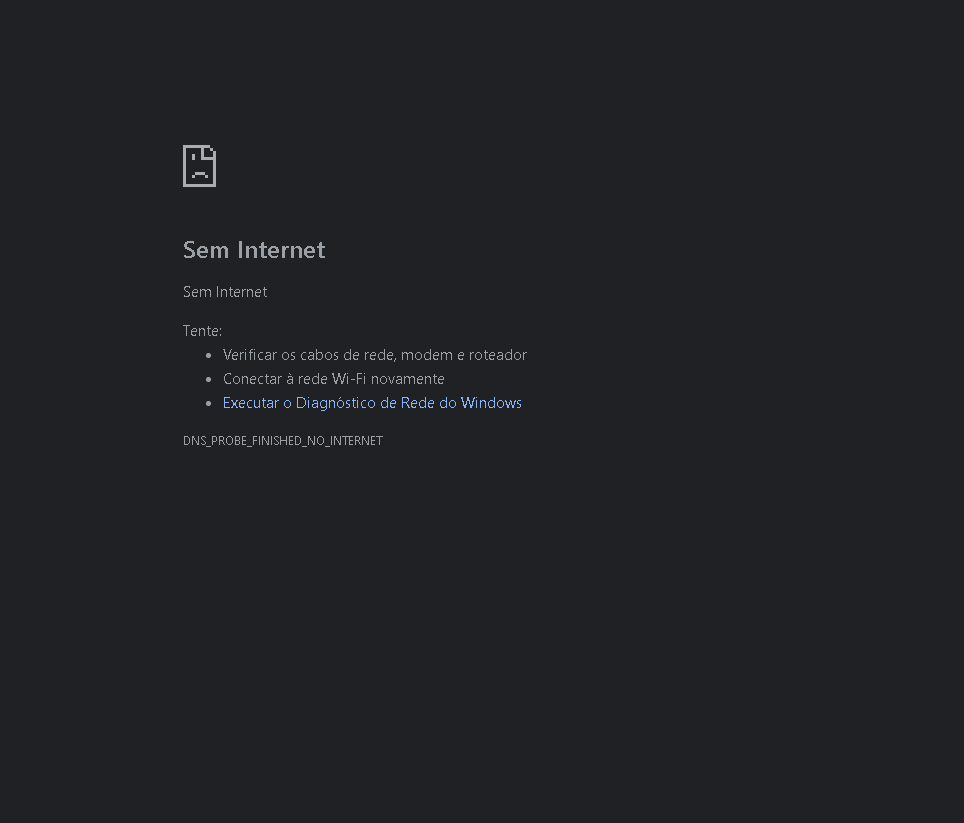 Sem Internet
Sem Internet
Tente:
Verificar os cabos de rede, modem e roteador
Conectar à rede Wi-Fi novamente
Executar o Diagnóstico de Rede do Windows
DNS_PROBE_FINISHED_NO_INTERNET